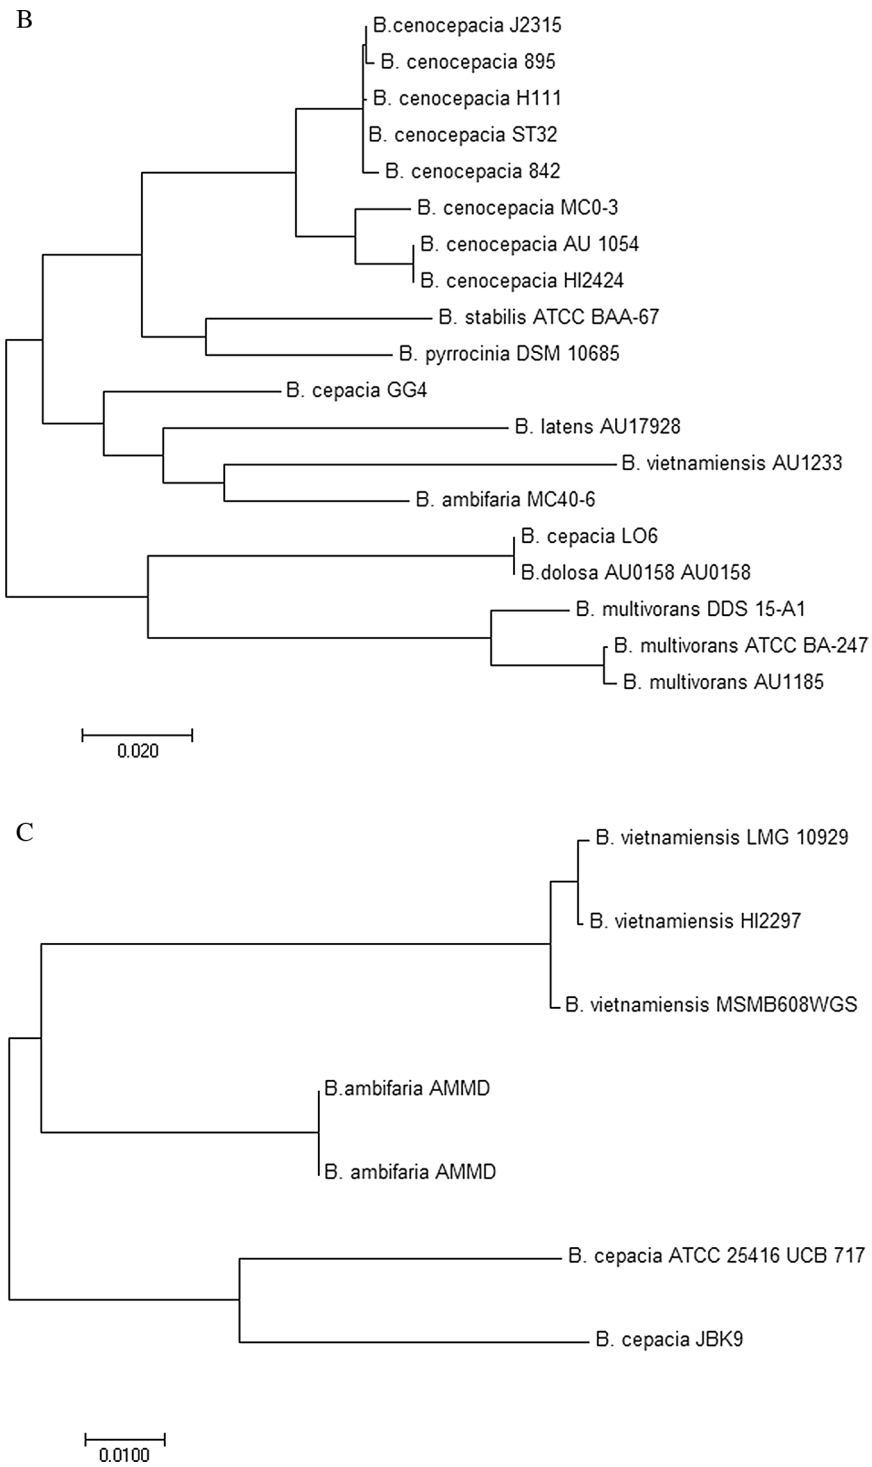 B
B.cenocepacia J2315
B. cenocepacia 895
B. cenocepacia H111
B. cenocepacia ST32
B. cenocepacia 842
B. cenocepacia MC0-3
B. cenocepacia AU 1054
B. cenocepacia HI2424
B. stabilis ATCC BAA-67
B. pyrrocinia DSM 10685
B. cepacia GG4
B. latens AU17928
B. vietnamiensis AU1233
B. ambifaria MC40-6
B. cepacia LO6
B.dolosa AU0158 AU0158
B. multivorans DDS 15-A1
B. multivorans ATCC BA-247
B. multivorans AU1185
0.020
C
B. vietnamiensis LMG 10929
B. vietnamiensis HI2297
B. vietnamiensis MSMB608WGS
B.ambifaria AMMD
B. ambifaria AMMD
B. cepacia ATCC 25416 UCB 717
B. cepacia JBK9
0.0100